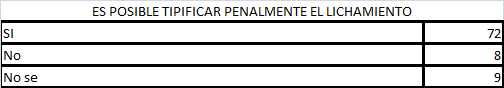 ES POSIBLE TIPIFICAR PENALMENTE EL LICHAMIENTO
SI 72
No 8
No se 9